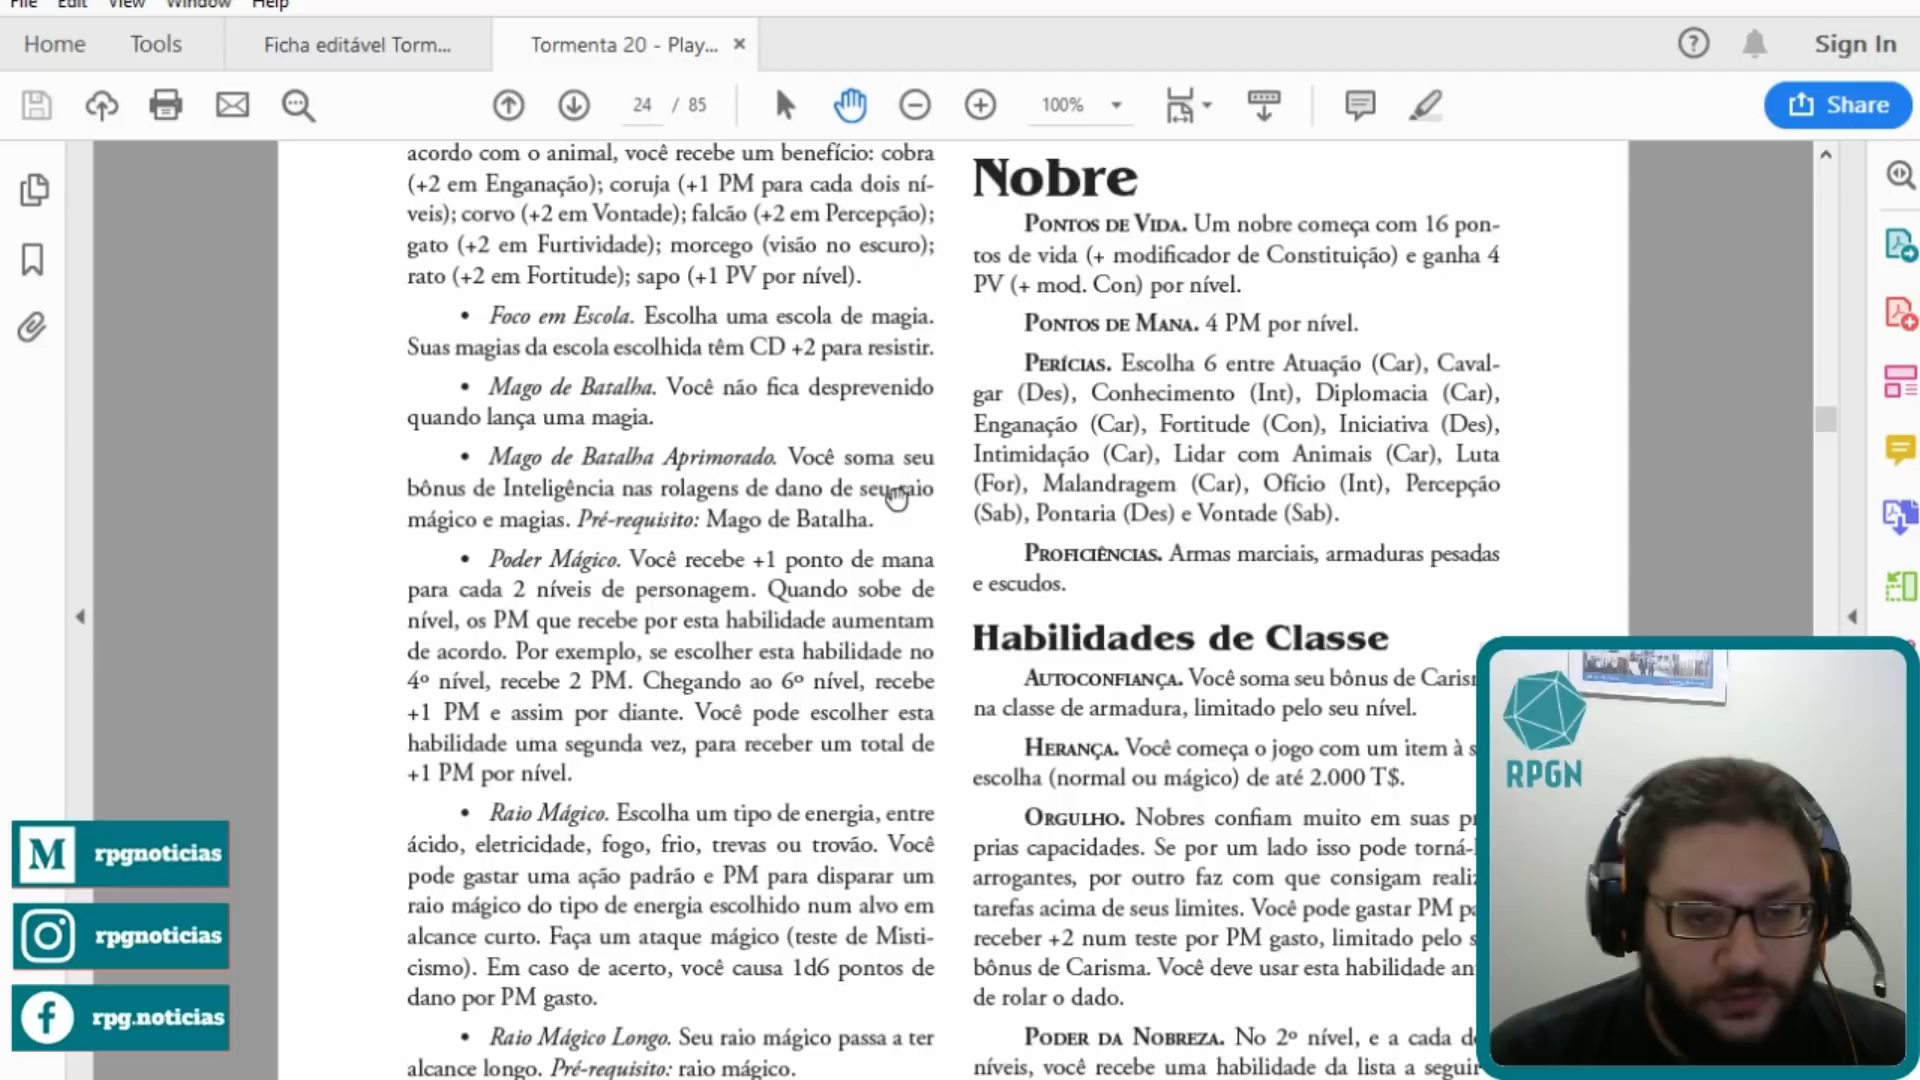 File Edit View Window Help
Home Tools Ficha editável Torm... Tormenta 20 - Play... ×
? Sign In
24 / 85 100% Share
acordo com o animal, você recebe um benefício: cobra
(+2 em Enganação); coruja (+1 PM para cada dois ní-
veis); corvo (+2 em Vontade); falcão (+2 em Percepção);
gato (+2 em Furtividade); morcego (visão no escuro);
rato (+2 em Fortitude); sapo (+1 PV por nível).
• Foco em Escola. Escolha uma escola de magia.
Suas magias da escola escolhida têm CD +2 para resistir.
• Mago de Batalha. Você não fica desprevenido
quando lança uma magia.
• Mago de Batalha Aprimorado. Você soma seu
bônus de Inteligência nas rolagens de dano de seu raio
mágico e magias. Pré-requisito: Mago de Batalha.
• Poder Mágico. Você recebe +1 ponto de mana
para cada 2 níveis de personagem. Quando sobe de
nível, os PM que recebe por esta habilidade aumentam
de acordo. Por exemplo, se escolher esta habilidade no
4º nível, recebe 2 PM. Chegando ao 6º nível, recebe
+1 PM e assim por diante. Você pode escolher esta
habilidade uma segunda vez, para receber um total de
+1 PM por nível.
• Raio Mágico. Escolha um tipo de energia, entre
ácido, eletricidade, fogo, frio, trevas ou trovão. Você
pode gastar uma ação padrão e PM para disparar um
raio mágico do tipo de energia escolhido num alvo em
alcance curto. Faça um ataque mágico (teste de Misti-
cismo). Em caso de acerto, você causa 1d6 pontos de
dano por PM gasto.
• Raio Mágico Longo. Seu raio mágico passa a ter
alcance longo. Pré-requisito: raio mágico.
Nobre
Pontos de Vida. Um nobre começa com 16 pon-
tos de vida (+ modificador de Constituição) e ganha 4
PV (+ mod. Con) por nível.
Pontos de Mana. 4 PM por nível.
Perícias. Escolha 6 entre Atuação (Car), Caval-
gar (Des), Conhecimento (Int), Diplomacia (Car),
Enganação (Car), Fortitude (Con), Iniciativa (Des),
Intimidação (Car), Lidar com Animais (Car), Luta
(For), Malandragem (Car), Ofício (Int), Percepção
(Sab), Pontaria (Des) e Vontade (Sab).
Proficiências. Armas marciais, armaduras pesadas
e escudos.
Habilidades de Classe
Autoconfiança. Você soma seu bônus de Caris
na classe de armadura, limitado pelo seu nível.
Herança. Você começa o jogo com um item à s
escolha (normal ou mágico) de até 2.000 T$.
Orgulho. Nobres confiam muito em suas pr
prias capacidades. Se por um lado isso pode torná-l
arrogantes, por outro faz com que consigam realiz
tarefas acima de seus limites. Você pode gastar PM pa
receber +2 num teste por PM gasto, limitado pelo s
bônus de Carisma. Você deve usar esta habilidade an
de rolar o dado.
Poder da Nobreza. No 2º nível, e a cada d
níveis, você recebe uma habilidade da lista a seguir
M rpgnoticias
rpgnoticias
f rpg.noticias
RPGN